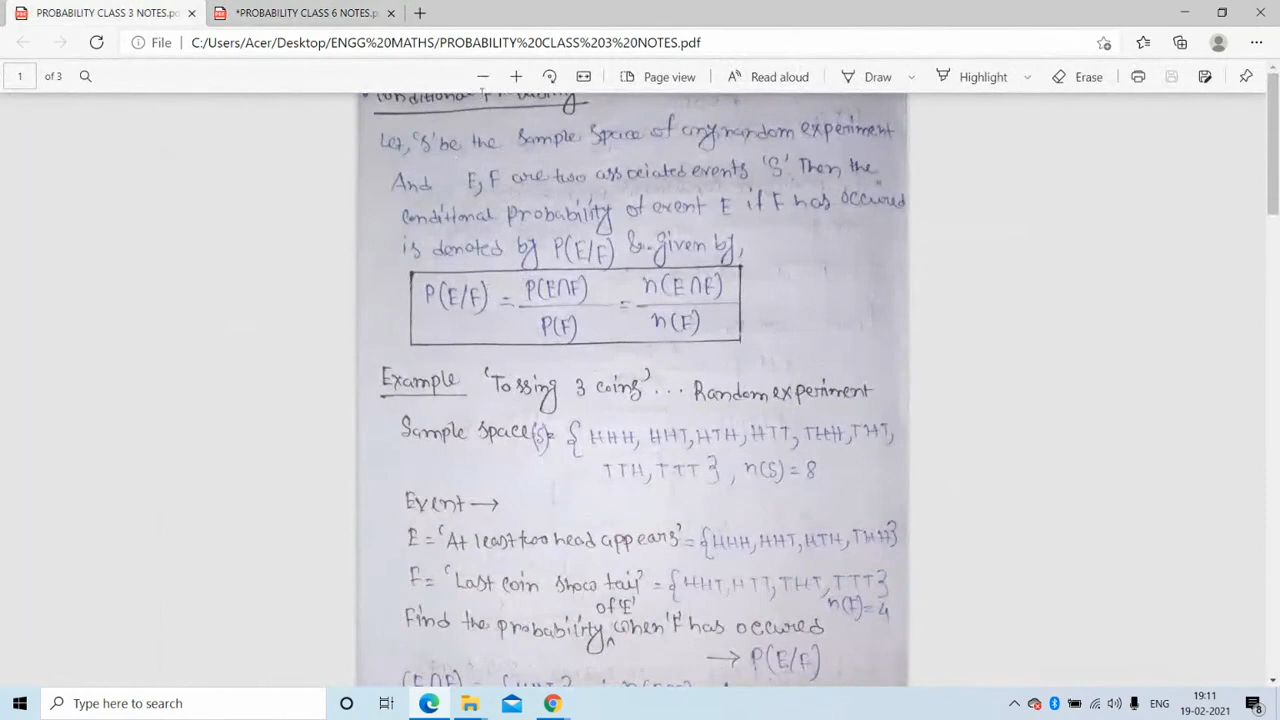 PROBABILITY CLASS 3 NOTES.pd
*PROBABILITY CLASS 6 NOTES.pdf
File C:/Users/Acer/Desktop/ENGG%20MATHS/PROBABILITY%20CLASS%203%20NOTES.pdf
1 of 3 Page view Read aloud Draw Highlight Erase
Conditional
Let, 'S' be the sample space of any random experiment
And E, F are two associated events 'S'. Then the
conditional probability of event E if F has occured
is denoted by P(E/F) & given by,
P(E/F) = P(E∩F) / P(F) = n(E∩F) / n(F)
Example 'Tossing 3 coins' ... Random experiment
Sample space(s)= { HHH, HHT, HTH, HTT, THH, THT,
TTH, TTT } , n(S) = 8
Event →
E = 'At least two head appears' = {HHH, HHT, HTH, THH}
F = 'Last coin show tail' = {HHT, HTT, THT, TTT}
n(F) = 4
of 'E'
Find the probability when 'F' has occured
→ P(E/F)
(E∩F)
Type here to search
ENG
19:11
19-02-2021
8